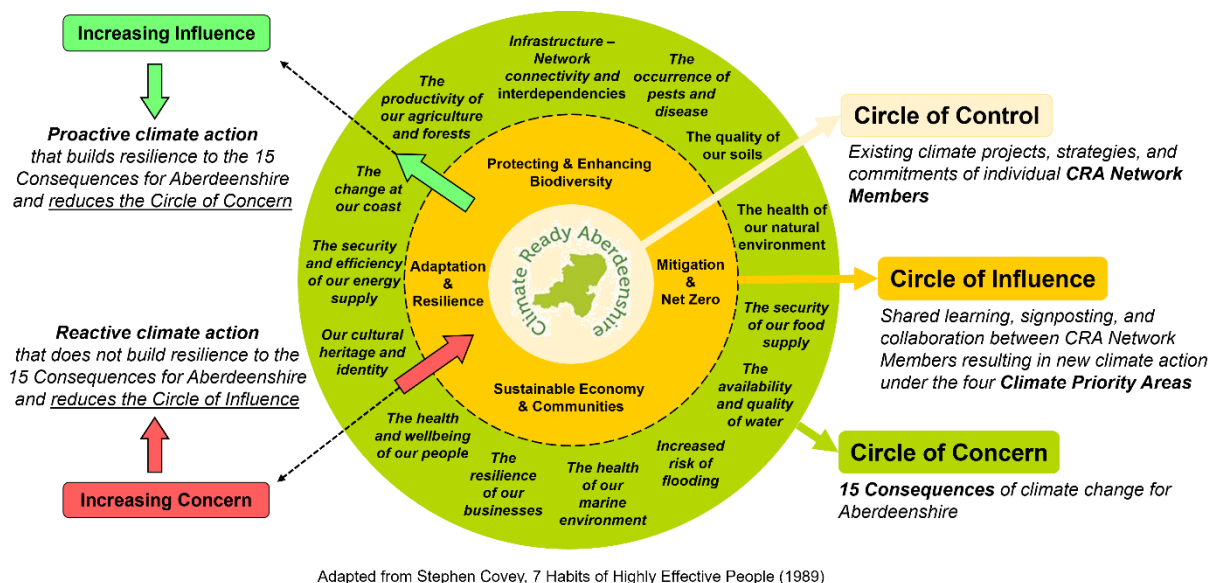 Increasing Influence
Proactive climate action
that builds resilience to the 15
Consequences for Aberdeenshire
and reduces the Circle of Concern
Reactive climate action
that does not build resilience to the
15 Consequences for Aberdeenshire
and reduces the Circle of Influence
Increasing Concern
Infrastructure –
Network
connectivity and
interdependencies
The
occurrence of
pests and
disease
The quality of
our soils
The health of
our natural
environment
The security
of our food
supply
The
availability
and quality
of water
Increased
risk of
flooding
The health
of our
marine
environment
The
resilience
of our
businesses
The health
and wellbeing
of our people
Our cultural
heritage and
identity
The security
and efficiency
of our energy
supply
The
change at
our coast
The
productivity of
our agriculture
and forests
Protecting & Enhancing
Biodiversity
Adaptation
&
Resilience
Mitigation
&
Net Zero
Sustainable Economy
& Communities
Climate Ready Aberdeenshire
Circle of Control
Existing climate projects, strategies, and
commitments of individual CRA Network
Members
Circle of Influence
Shared learning, signposting, and
collaboration between CRA Network
Members resulting in new climate action
under the four Climate Priority Areas
Circle of Concern
15 Consequences of climate change for
Aberdeenshire
Adapted from Stephen Covey, 7 Habits of Highly Effective People (1989)